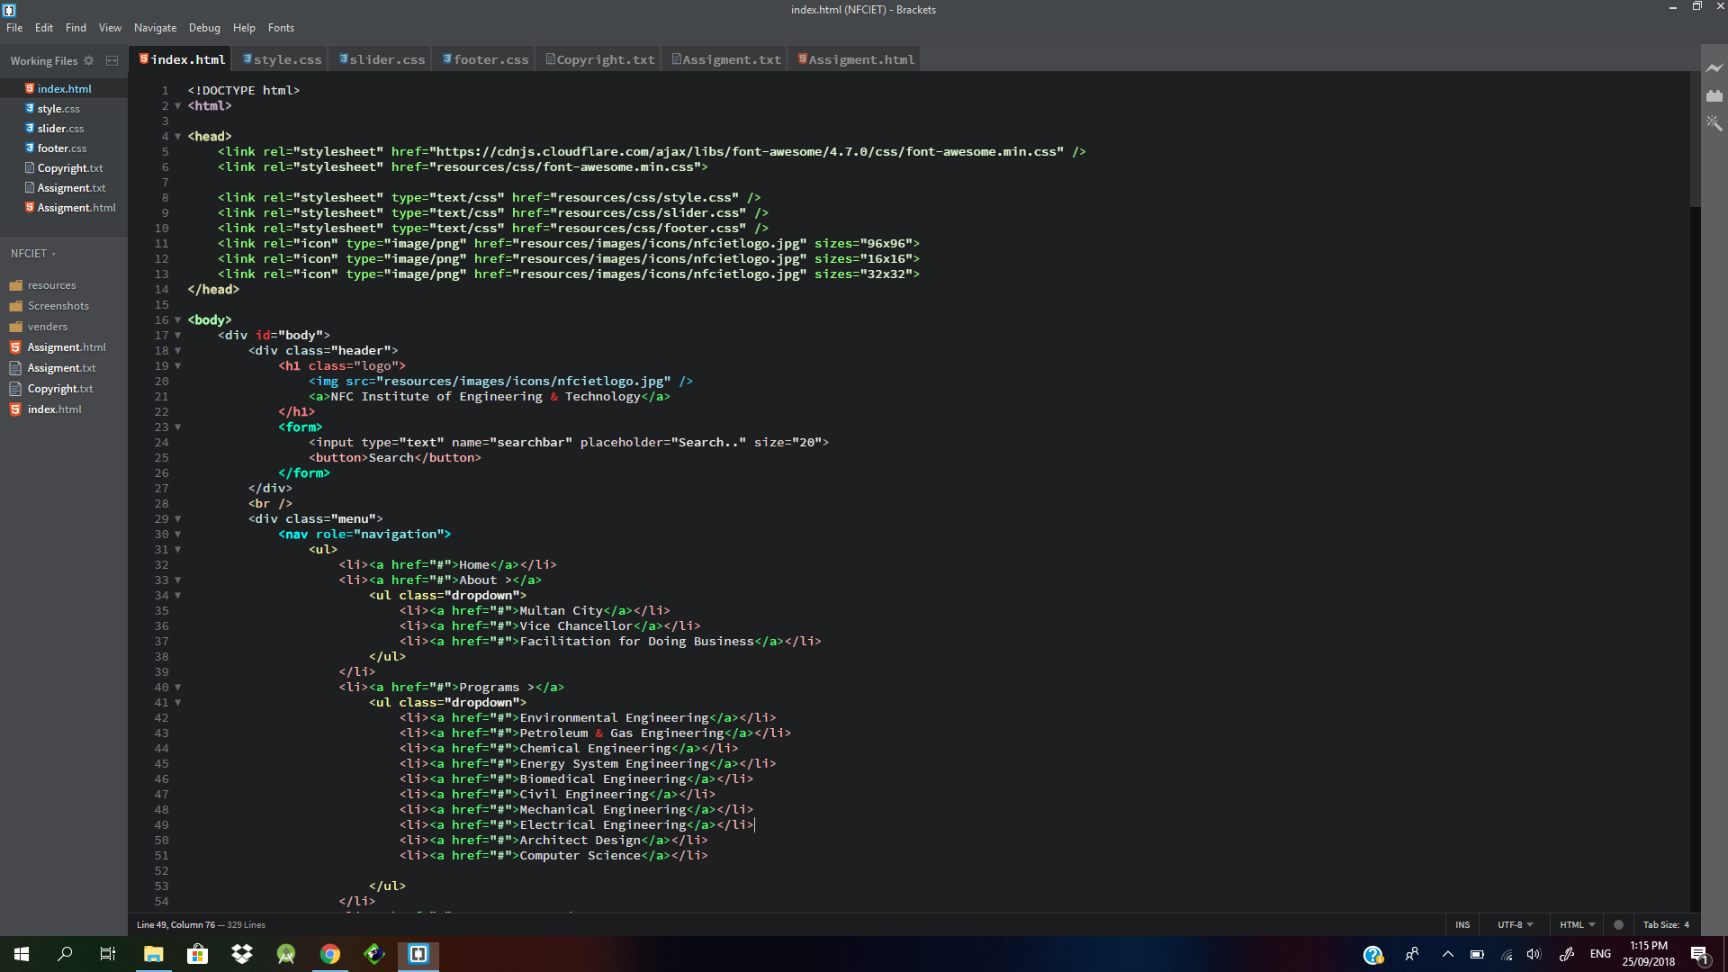 index.html (NFCIET) - Brackets
File Edit Find View Navigate Debug Help Fonts
Working Files
index.html
style.css
slider.css
footer.css
Copyright.txt
Assigment.txt
Assigment.html
NFCIET
resources
Screenshots
venders
Assigment.html
Assigment.txt
Copyright.txt
index.html
index.html style.css slider.css footer.css Copyright.txt Assigment.txt Assigment.html
1 <!DOCTYPE html>
2 <html>
3
4 <head>
5 <link rel="stylesheet" href="https://cdnjs.cloudflare.com/ajax/libs/font-awesome/4.7.0/css/font-awesome.min.css" />
6 <link rel="stylesheet" href="resources/css/font-awesome.min.css">
7
8 <link rel="stylesheet" type="text/css" href="resources/css/style.css" />
9 <link rel="stylesheet" type="text/css" href="resources/css/slider.css" />
10 <link rel="stylesheet" type="text/css" href="resources/css/footer.css" />
11 <link rel="icon" type="image/png" href="resources/images/icons/nfcietlogo.jpg" sizes="96x96">
12 <link rel="icon" type="image/png" href="resources/images/icons/nfcietlogo.jpg" sizes="16x16">
13 <link rel="icon" type="image/png" href="resources/images/icons/nfcietlogo.jpg" sizes="32x32">
14 </head>
15
16 <body>
17 <div id="body">
18 <div class="header">
19 <h1 class="logo">
20 <img src="resources/images/icons/nfcietlogo.jpg" />
21 <a>NFC Institute of Engineering & Technology</a>
22 </h1>
23 <form>
24 <input type="text" name="searchbar" placeholder="Search.." size="20">
25 <button>Search</button>
26 </form>
27 </div>
28 <br />
29 <div class="menu">
30 <nav role="navigation">
31 <ul>
32 <li><a href="#">Home</a></li>
33 <li><a href="#">About ></a>
34 <ul class="dropdown">
35 <li><a href="#">Multan City</a></li>
36 <li><a href="#">Vice Chancellor</a></li>
37 <li><a href="#">Facilitation for Doing Business</a></li>
38 </ul>
39 </li>
40 <li><a href="#">Programs ></a>
41 <ul class="dropdown">
42 <li><a href="#">Environmental Engineering</a></li>
43 <li><a href="#">Petroleum & Gas Engineering</a></li>
44 <li><a href="#">Chemical Engineering</a></li>
45 <li><a href="#">Energy System Engineering</a></li>
46 <li><a href="#">Biomedical Engineering</a></li>
47 <li><a href="#">Civil Engineering</a></li>
48 <li><a href="#">Mechanical Engineering</a></li>
49 <li><a href="#">Electrical Engineering</a></li>
50 <li><a href="#">Architect Design</a></li>
51 <li><a href="#">Computer Science</a></li>
52
53 </ul>
54 </li>
Line 49, Column 76 — 329 Lines
INS UTF-8 HTML Tab Size: 4
ENG
1:15 PM
25/09/2018
1